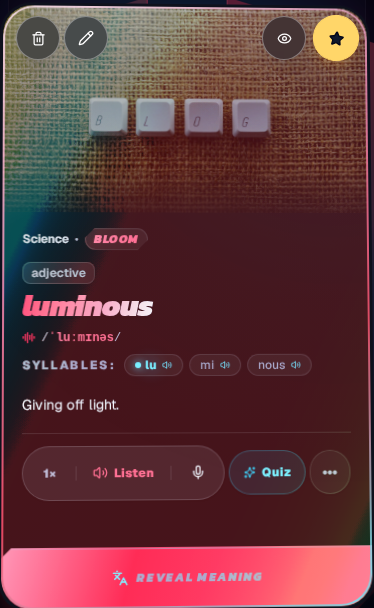 B L O G
Science • BLOOM
adjective
luminous
/ˈluːmɪnəs/
SYLLABLES: lu mi nous
Giving off light.
1× Listen Quiz
REVEAL MEANING